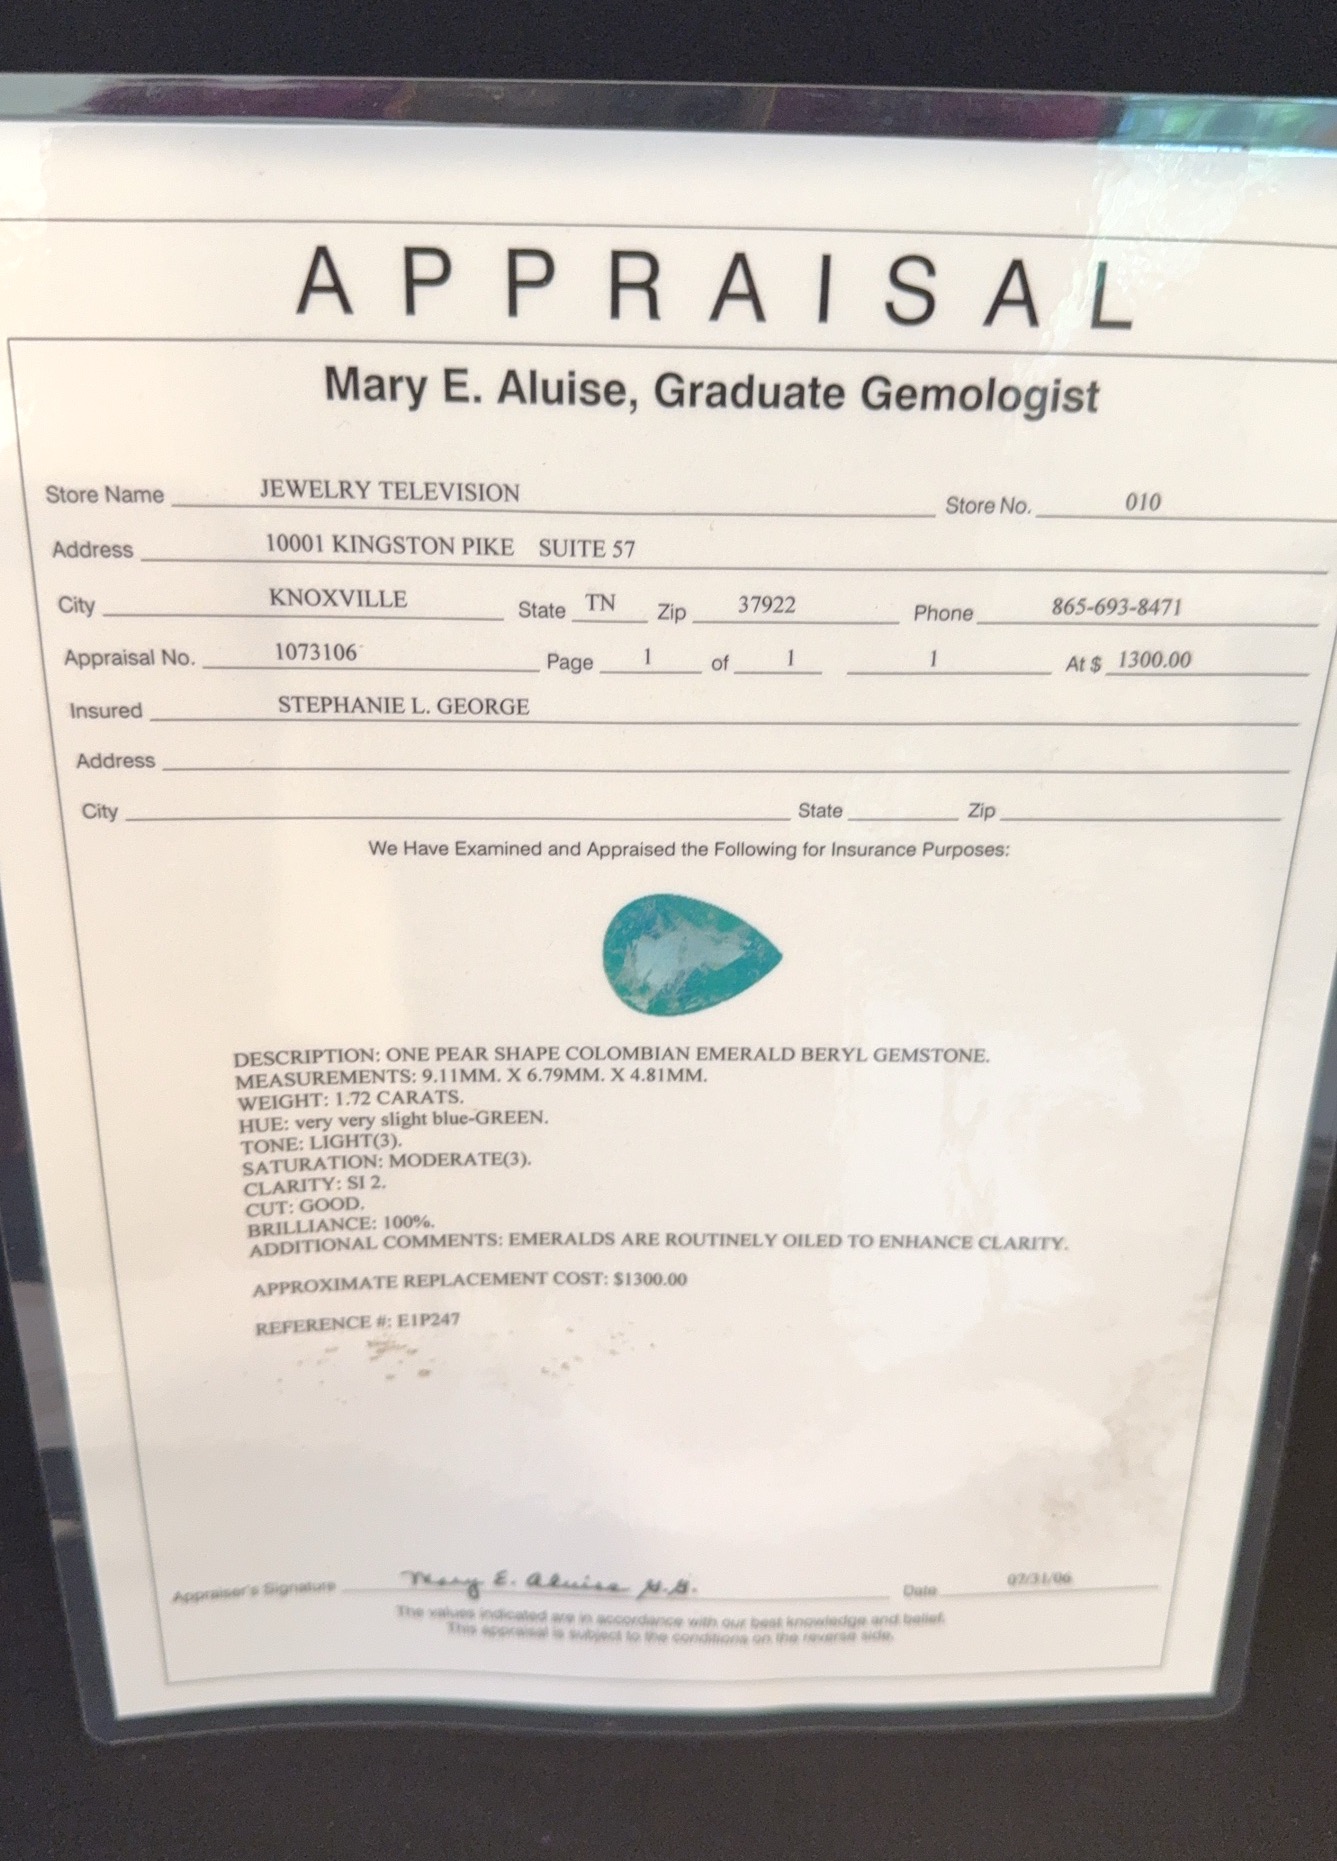 APPRAISAL
Mary E. Aluise, Graduate Gemologist
Store Name JEWELRY TELEVISION Store No. 010
Address 10001 KINGSTON PIKE SUITE 57
City KNOXVILLE State TN Zip 37922 Phone 865-693-8471
Appraisal No. 1073106 Page 1 of 1 1 At $ 1300.00
Insured STEPHANIE L. GEORGE
Address
City State Zip
We Have Examined and Appraised the Following for Insurance Purposes:
DESCRIPTION: ONE PEAR SHAPE COLOMBIAN EMERALD BERYL GEMSTONE.
MEASUREMENTS: 9.11MM. X 6.79MM. X 4.81MM.
WEIGHT: 1.72 CARATS.
HUE: very very slight blue-GREEN.
TONE: LIGHT(3).
SATURATION: MODERATE(3).
CLARITY: SI 2.
CUT: GOOD.
BRILLIANCE: 100%.
ADDITIONAL COMMENTS: EMERALDS ARE ROUTINELY OILED TO ENHANCE CLARITY.
APPROXIMATE REPLACEMENT COST: $1300.00
REFERENCE #: E1P247
Appraiser's Signature Mary E. Aluise G.G. Date 07/31/06
The values indicated are in accordance with our best knowledge and belief.
This appraisal is subject to the conditions on the reverse side.